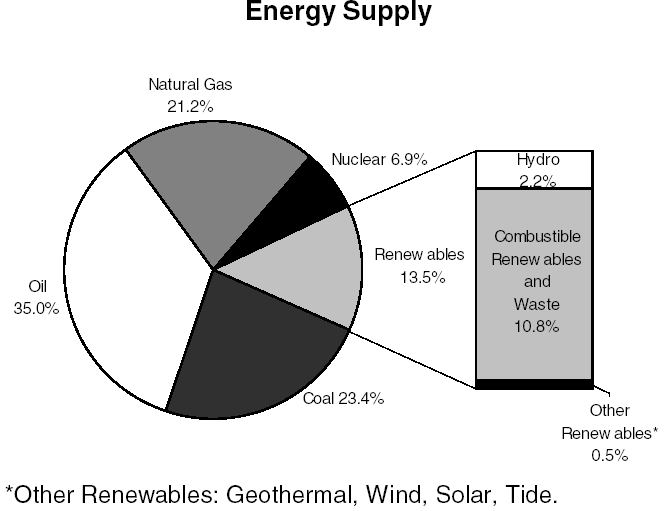 Energy Supply
Natural Gas
21.2%
Nuclear 6.9%
Hydro
2.2%
Combustible
Renew ables
and
Waste
10.8%
Renew ables
13.5%
Oil
35.0%
Coal 23.4%
Other
Renew ables*
0.5%
*Other Renewables: Geothermal, Wind, Solar, Tide.